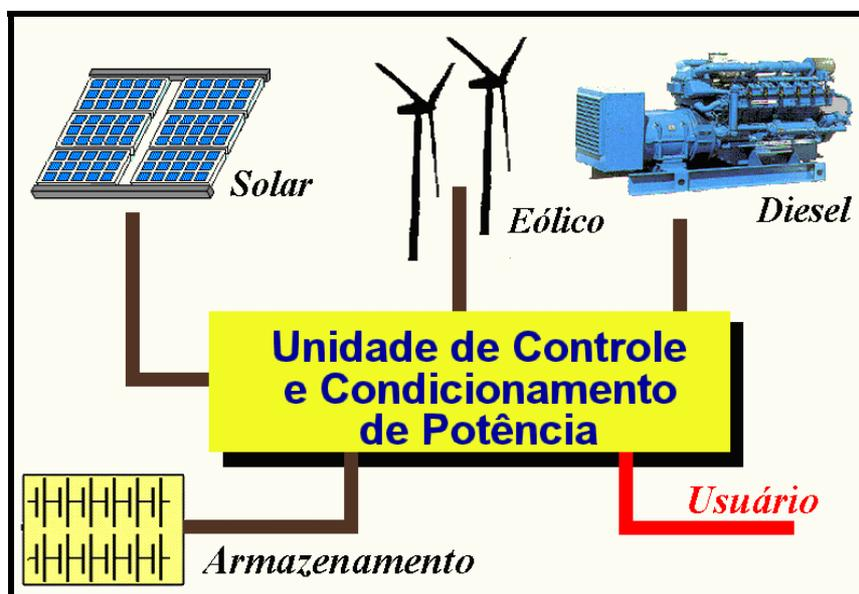 Solar
Eólico
Diesel
Unidade de Controle
e Condicionamento
de Potência
Usuário
Armazenamento